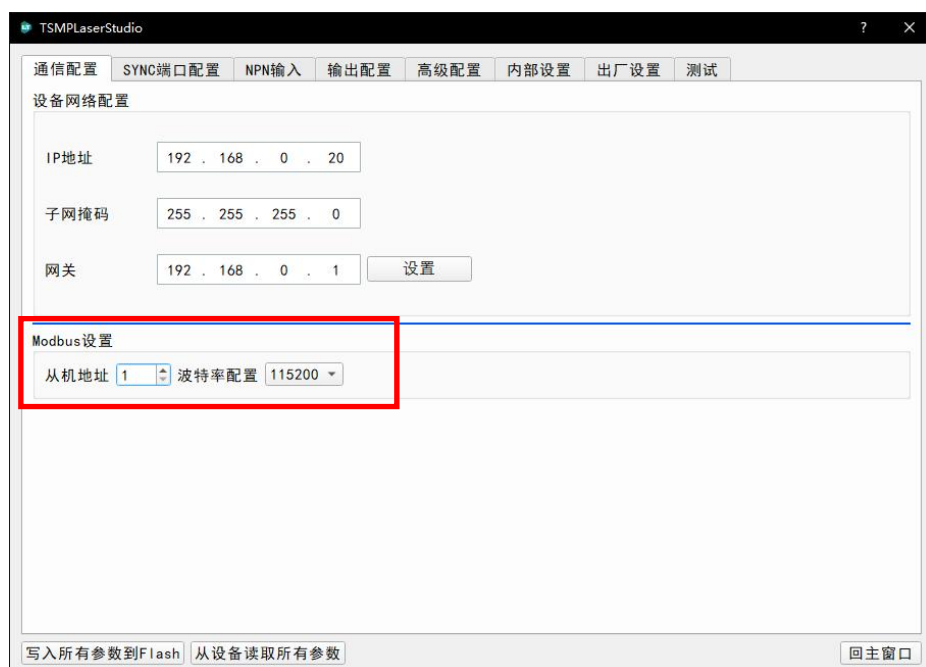 TSMPLaserStudio ? ×
通信配置 SYNC端口配置 NPN输入 输出配置 高级配置 内部设置 出厂设置 测试
设备网络配置
IP地址 192 . 168 . 0 . 20
子网掩码 255 . 255 . 255 . 0
网关 192 . 168 . 0 . 1 设置
Modbus设置
从机地址 1 波特率配置 115200
写入所有参数到Flash 从设备读取所有参数 回主窗口